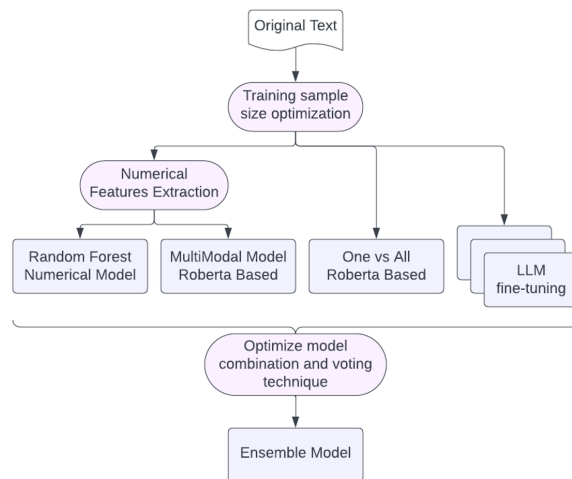 Original Text
Training sample
size optimization
Numerical
Features Extraction
Random Forest
Numerical Model
MultiModal Model
Roberta Based
One vs All
Roberta Based
LLM
fine-tuning
Optimize model
combination and voting
technique
Ensemble Model